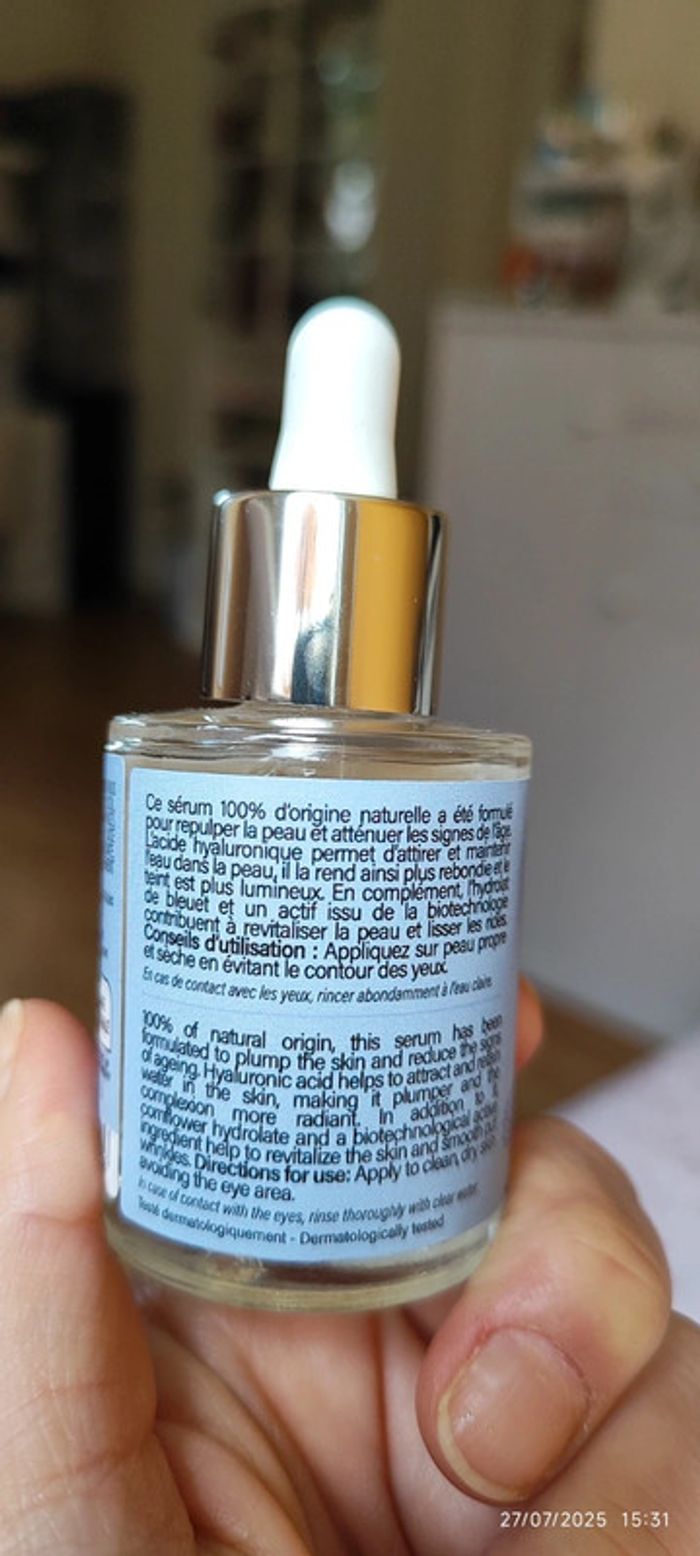 Ce sérum 100% d'origine naturelle a été formulé
pour repulper la peau et atténuer les signes de l'âge.
L'acide hyaluronique permet d'attirer et maintenir
l'eau dans la peau, il la rend ainsi plus rebondie et le
teint est plus lumineux. En complément, l'hydrolat
de bleuet et un actif issu de la biotechnologie
contribuent à revitaliser la peau et lisser les rides.
Conseils d'utilisation : Appliquez sur peau propre
et sèche en évitant le contour des yeux.
En cas de contact avec les yeux, rincer abondamment à l'eau claire.
100% of natural origin, this serum has been
formulated to plump the skin and reduce the signs
of ageing. Hyaluronic acid helps to attract and retain
water in the skin, making it plumper and the
complexion more radiant. In addition to it,
cornflower hydrolate and a biotechnological active
ingredient help to revitalize the skin and smooth out
wrinkles. Directions for use: Apply to clean, dry skin
avoiding the eye area.
In case of contact with the eyes, rinse thoroughly with clear water.
Testé dermatologiquement - Dermatologically tested
27/07/2025 15:31